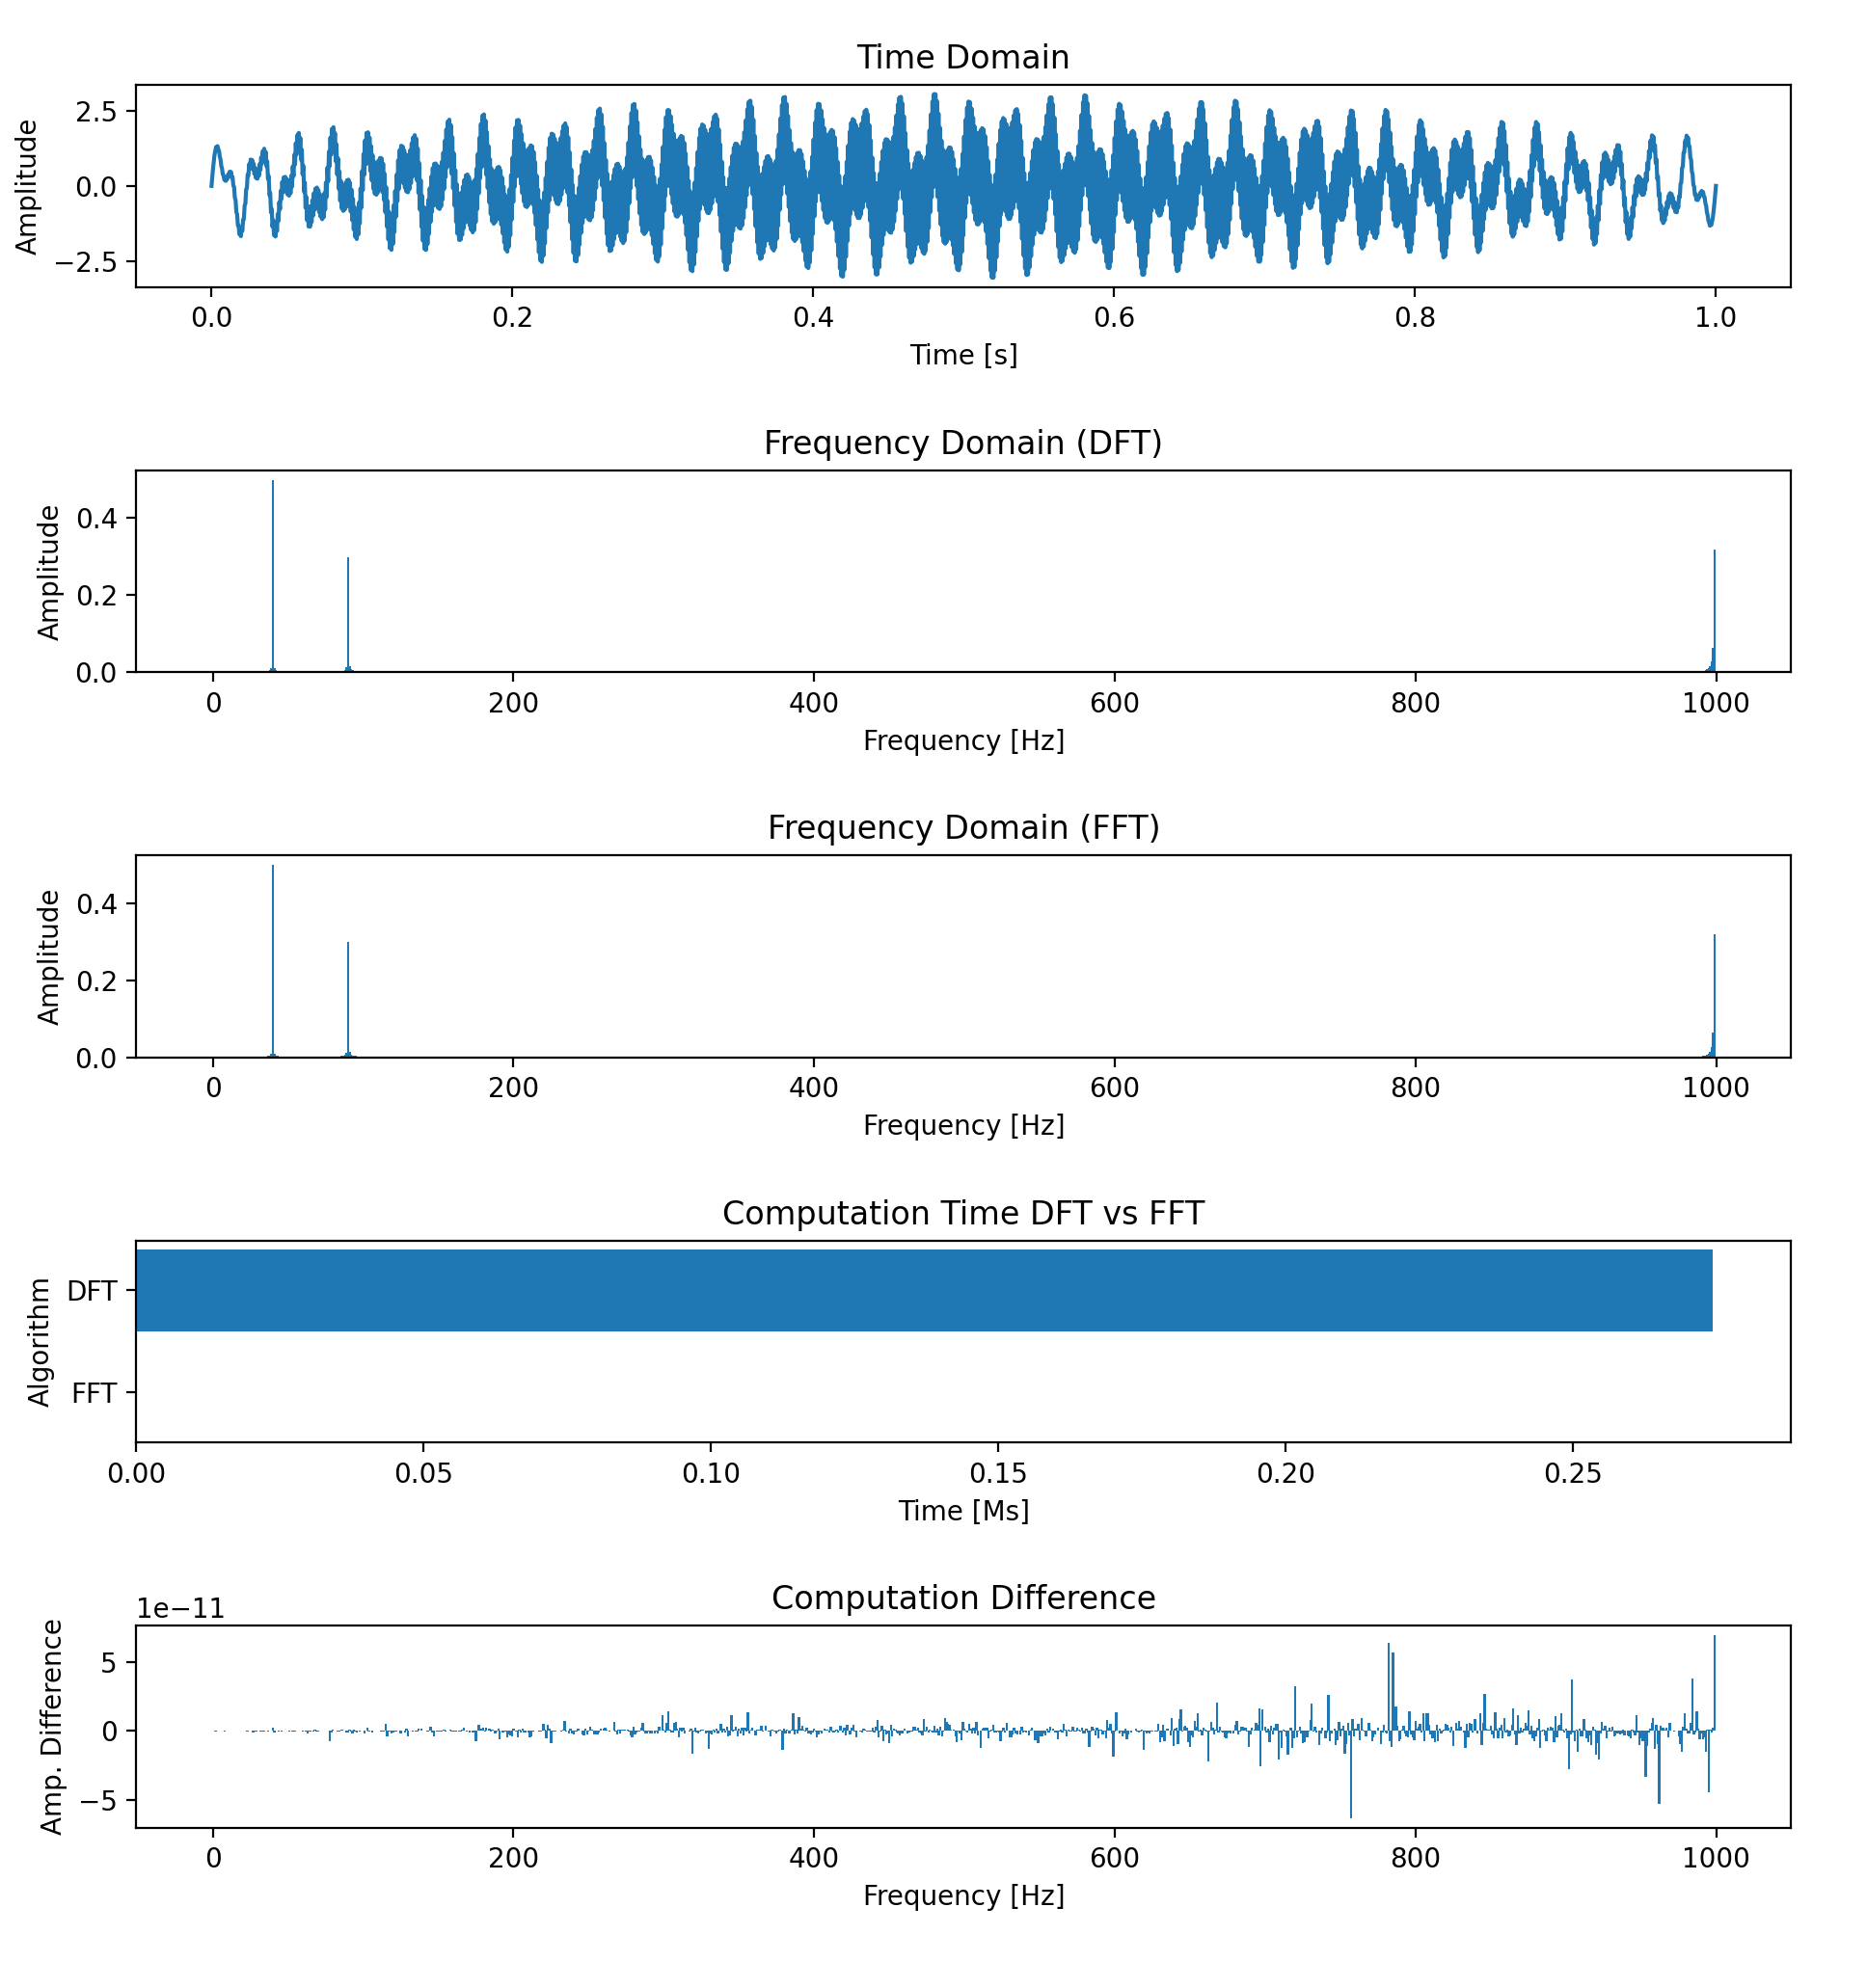 Time Domain
Amplitude
2.5
0.0
−2.5
0.0 0.2 0.4 0.6 0.8 1.0
Time [s]
Frequency Domain (DFT)
Amplitude
0.4
0.2
0.0
0 200 400 600 800 1000
Frequency [Hz]
Frequency Domain (FFT)
Amplitude
0.4
0.2
0.0
0 200 400 600 800 1000
Frequency [Hz]
Computation Time DFT vs FFT
Algorithm
DFT
FFT
0.00 0.05 0.10 0.15 0.20 0.25
Time [Ms]
Computation Difference
1e−11
Amp. Difference
5
0
−5
0 200 400 600 800 1000
Frequency [Hz]